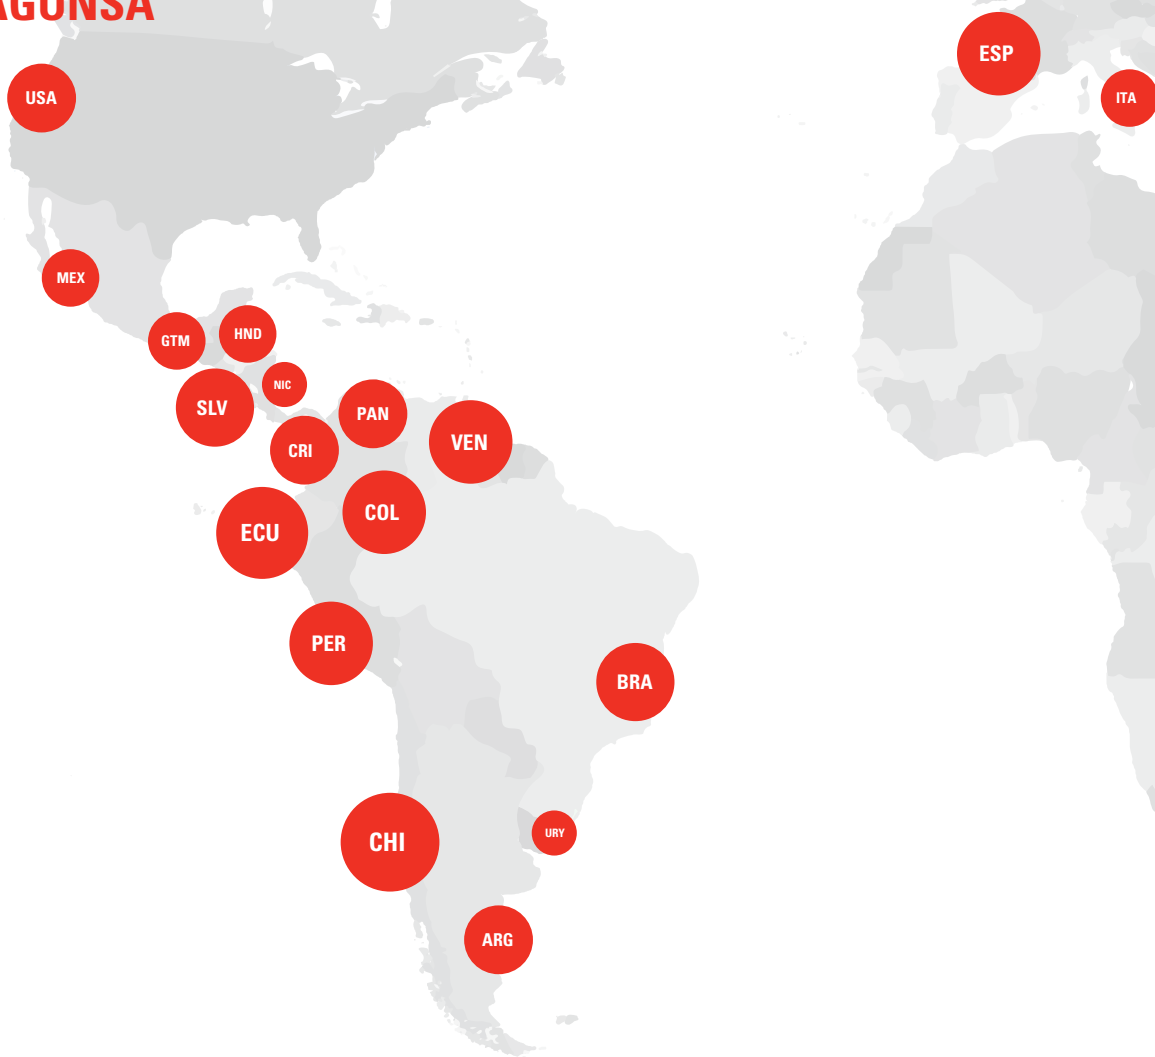 AGUNSA
ESP
USA
ITA
MEX
GTM
HND
NIC
SLV
PAN
VEN
CRI
COL
ECU
PER
BRA
CHI
URY
ARG